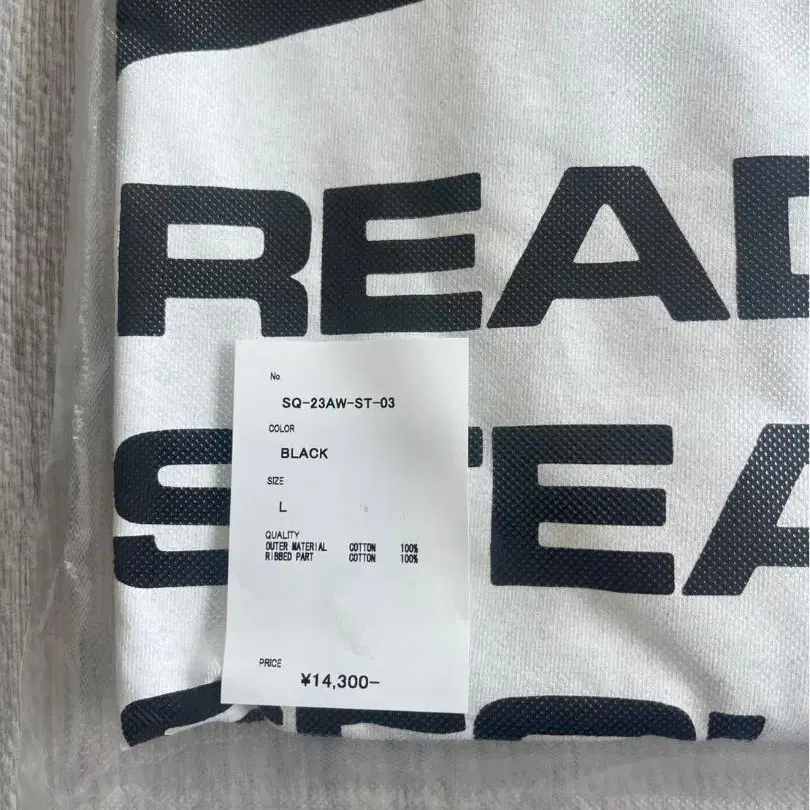 READ
No
SQ-23AW-ST-03
COLOR
BLACK
SIZE
L
QUALITY
OUTER MATERIAL COTTON 100%
RIBBED PART COTTON 100%
PRICE
¥14,300-